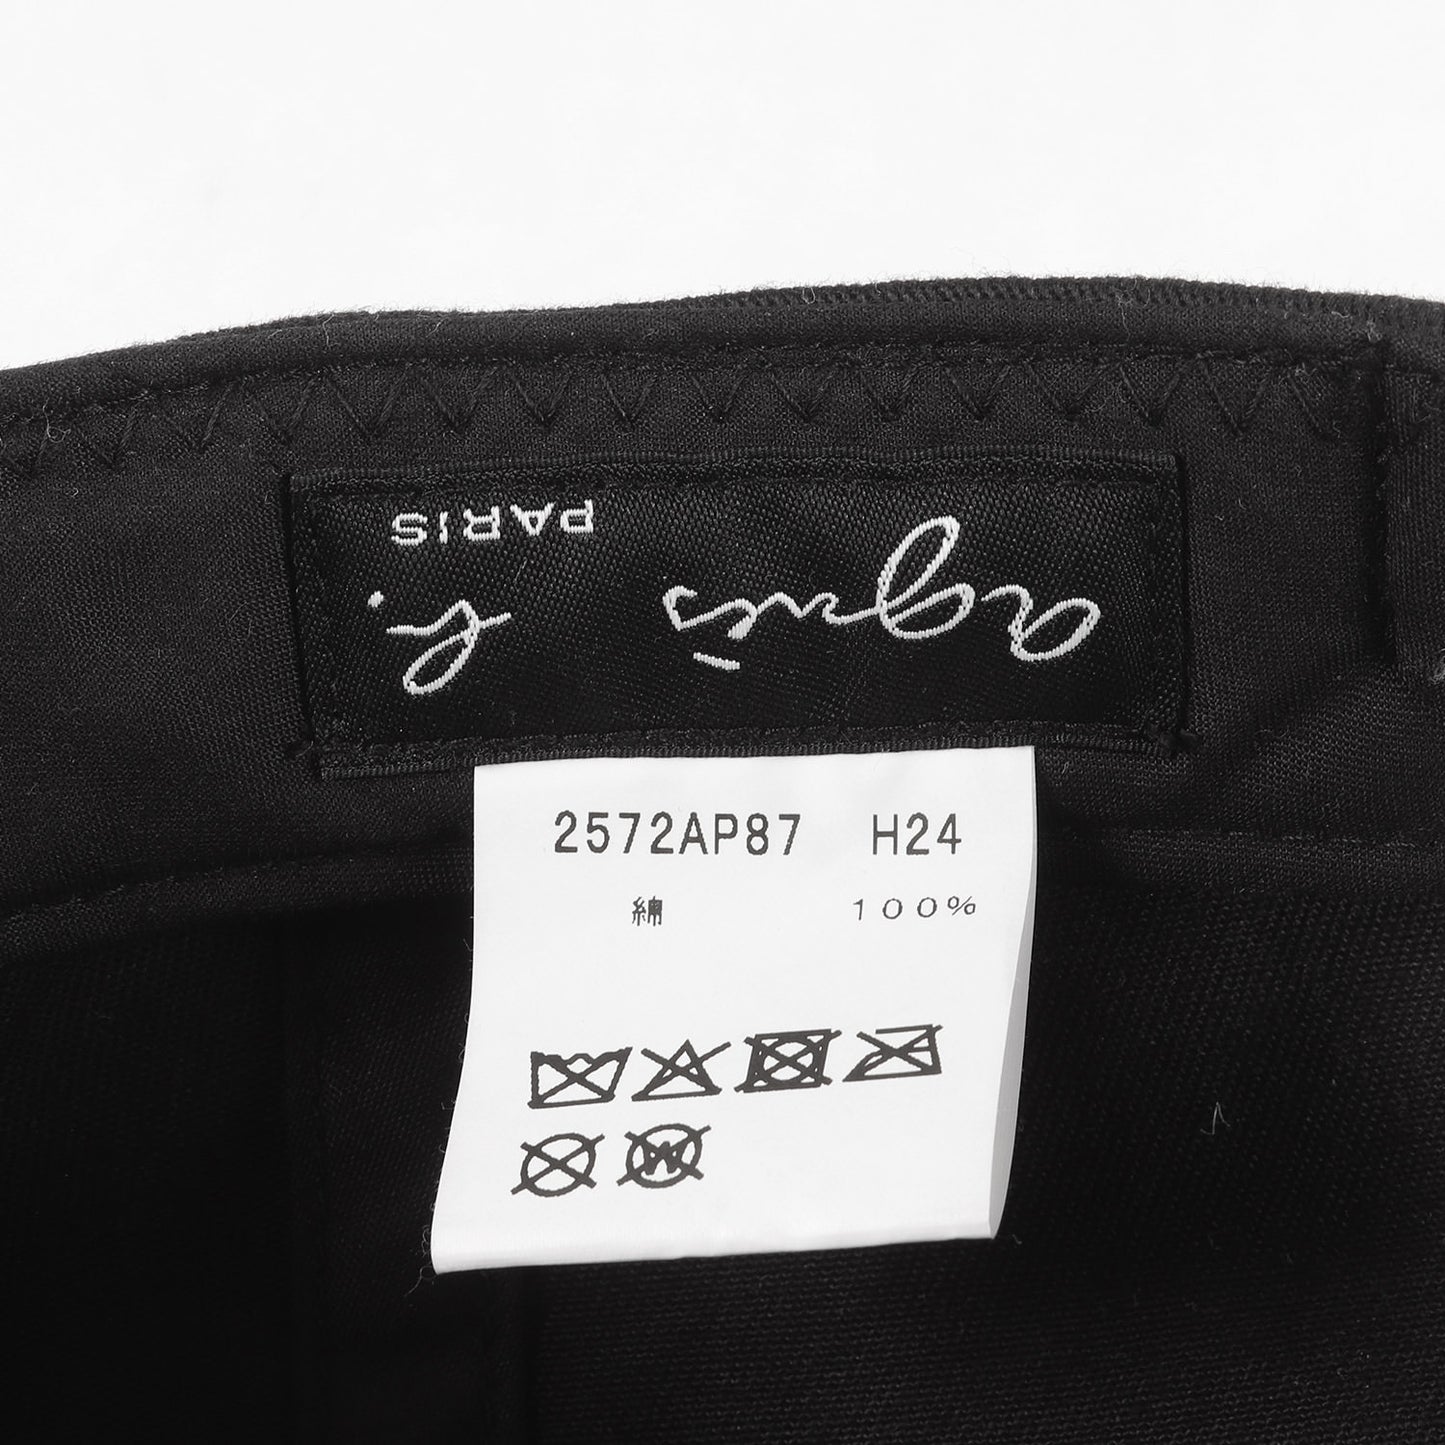 agnès b.
PARIS
2572AP87 H24
綿 100%
W